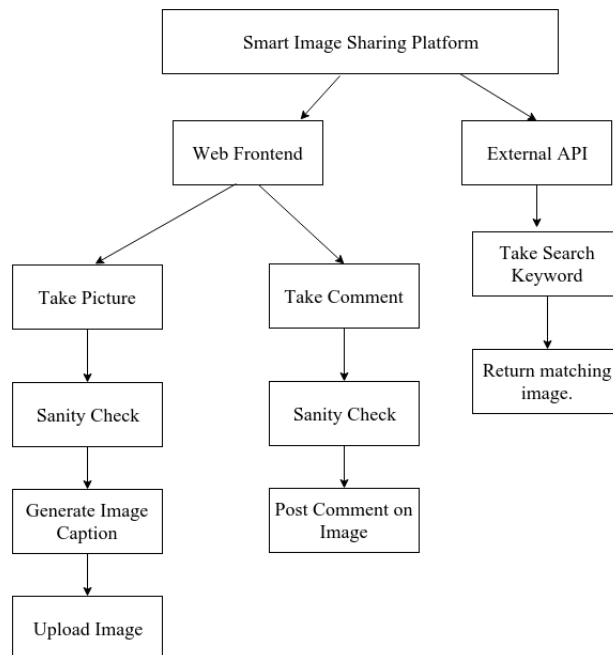 Smart Image Sharing Platform
Web Frontend
External API
Take Search
Keyword
Take Picture
Take Comment
Return matching
image.
Sanity Check
Sanity Check
Generate Image
Caption
Post Comment on
Image
Upload Image